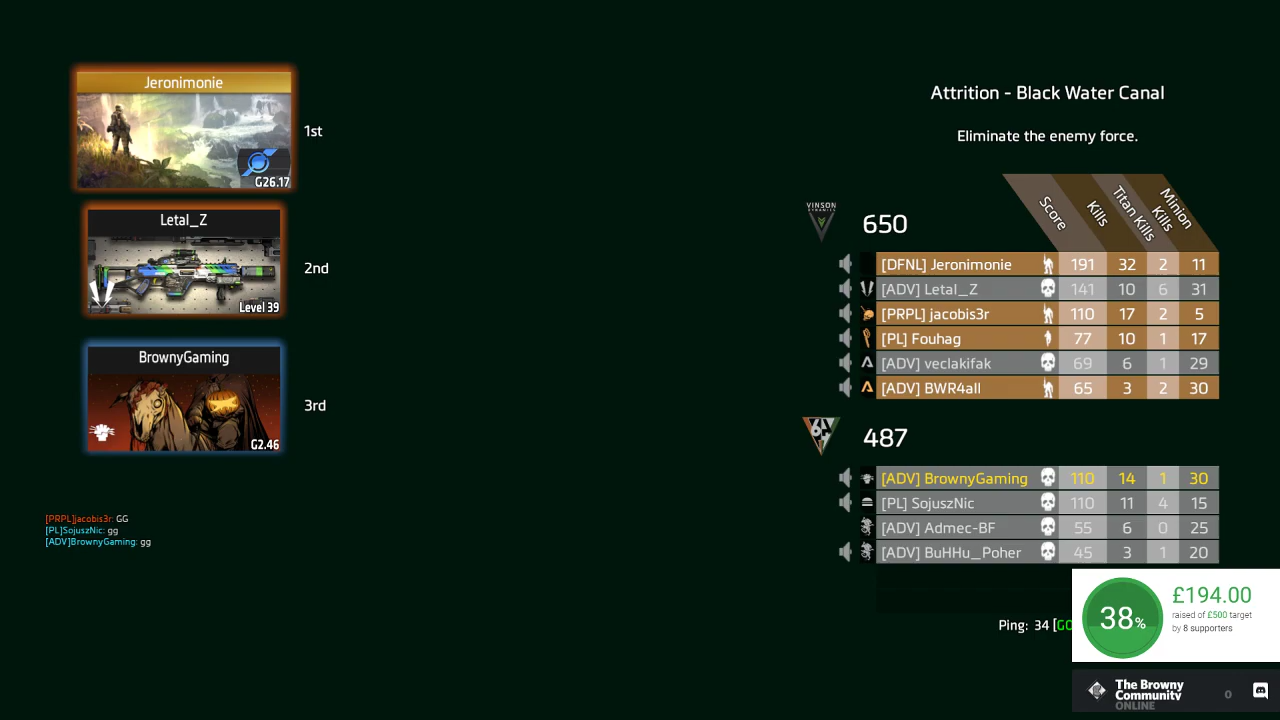 Jeronimonie
1st
G26.17
Letal_Z
2nd
Level 39
BrownyGaming
3rd
G2.46
[PRPL]jacobis3r: GG
[PL]SojuszNic: gg
[ADV]BrownyGaming: gg
Attrition - Black Water Canal
Eliminate the enemy force.
Score Kills Titan Kills Minion Kills
VINSON DYNAMICS
650
[DFNL] Jeronimonie 191 32 2 11
[ADV] Letal_Z 141 10 6 31
[PRPL] jacobis3r 110 17 2 5
[PL] Fouhag 77 10 1 17
[ADV] veclakifak 69 6 1 29
[ADV] BWR4all 65 3 2 30
487
[ADV] BrownyGaming 110 14 1 30
[PL] SojuszNic 110 11 4 15
[ADV] Admec-BF 55 6 0 25
[ADV] BuHHu_Poher 45 3 1 20
Ping: 34 [GO
38%
£194.00
raised of £500 target
by 8 supporters
The Browny
Community
ONLINE
0